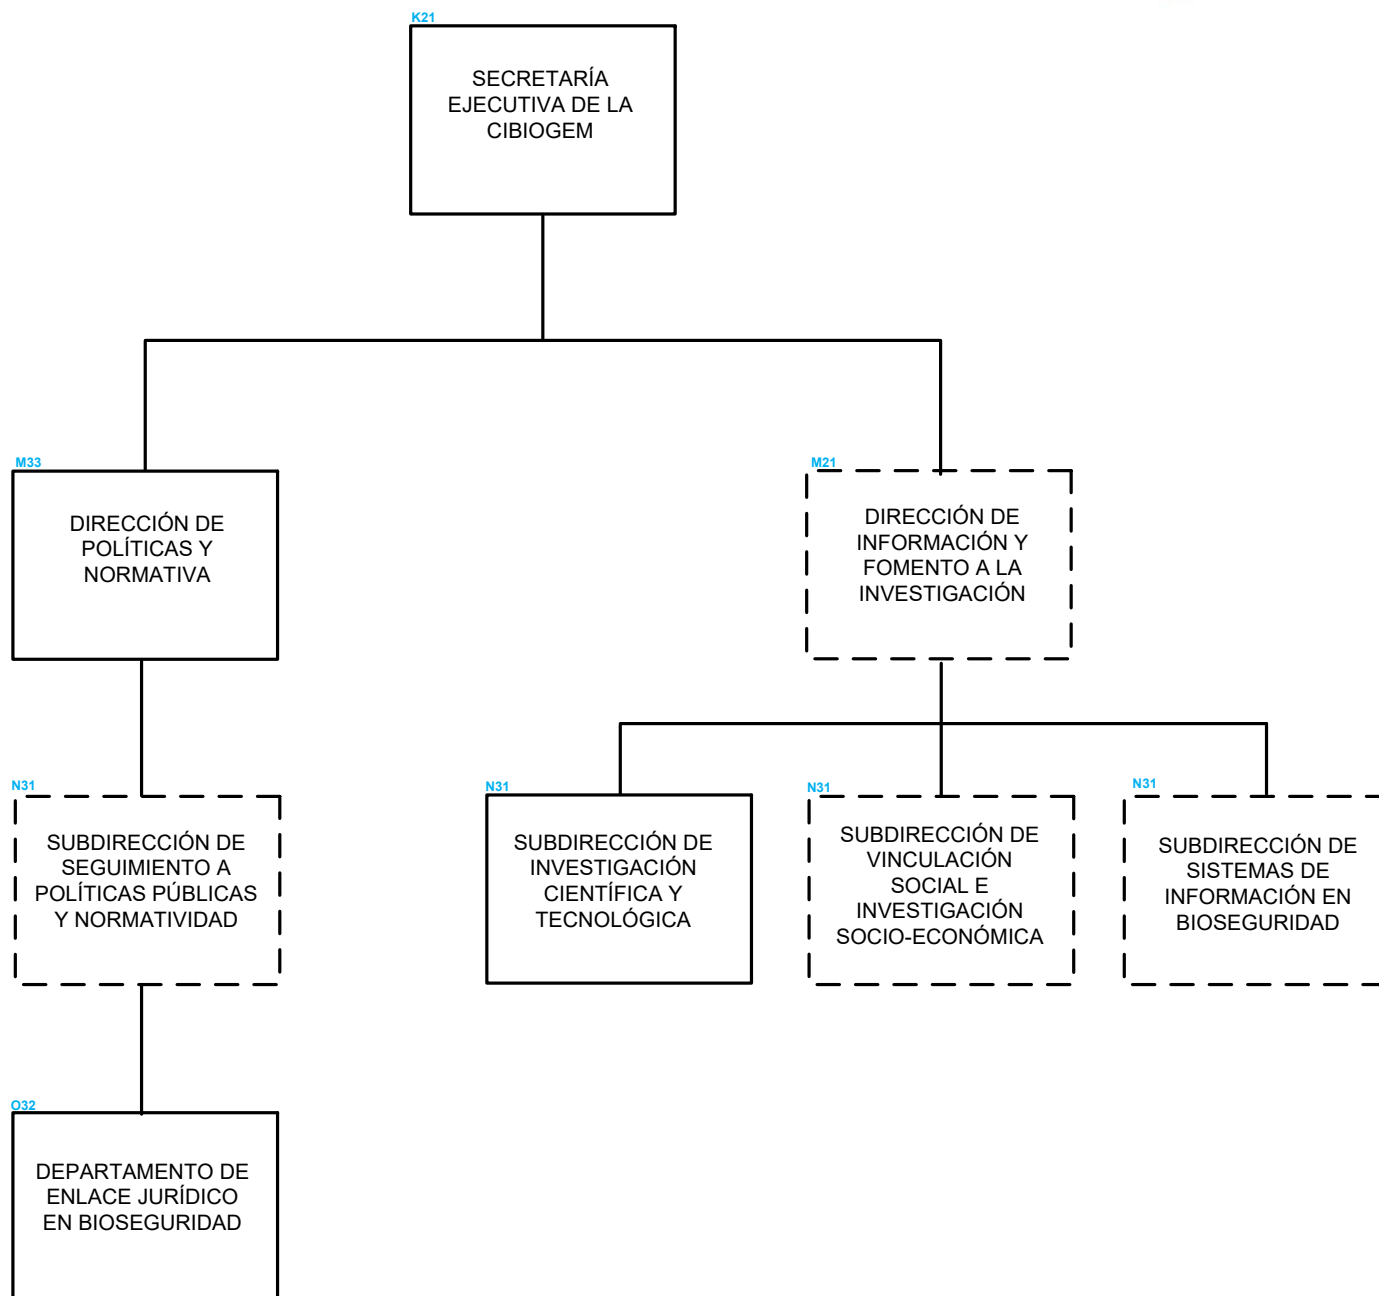 K21
SECRETARÍA
EJECUTIVA DE LA
CIBIOGEM
M33
DIRECCIÓN DE
POLÍTICAS Y
NORMATIVA
M21
DIRECCIÓN DE
INFORMACIÓN Y
FOMENTO A LA
INVESTIGACIÓN
N31
SUBDIRECCIÓN DE
SEGUIMIENTO A
POLÍTICAS PÚBLICAS
Y NORMATIVIDAD
N31
SUBDIRECCIÓN DE
INVESTIGACIÓN
CIENTÍFICA Y
TECNOLÓGICA
N31
SUBDIRECCIÓN DE
VINCULACIÓN
SOCIAL E
INVESTIGACIÓN
SOCIO-ECONÓMICA
N31
SUBDIRECCIÓN DE
SISTEMAS DE
INFORMACIÓN EN
BIOSEGURIDAD
O32
DEPARTAMENTO DE
ENLACE JURÍDICO
EN BIOSEGURIDAD